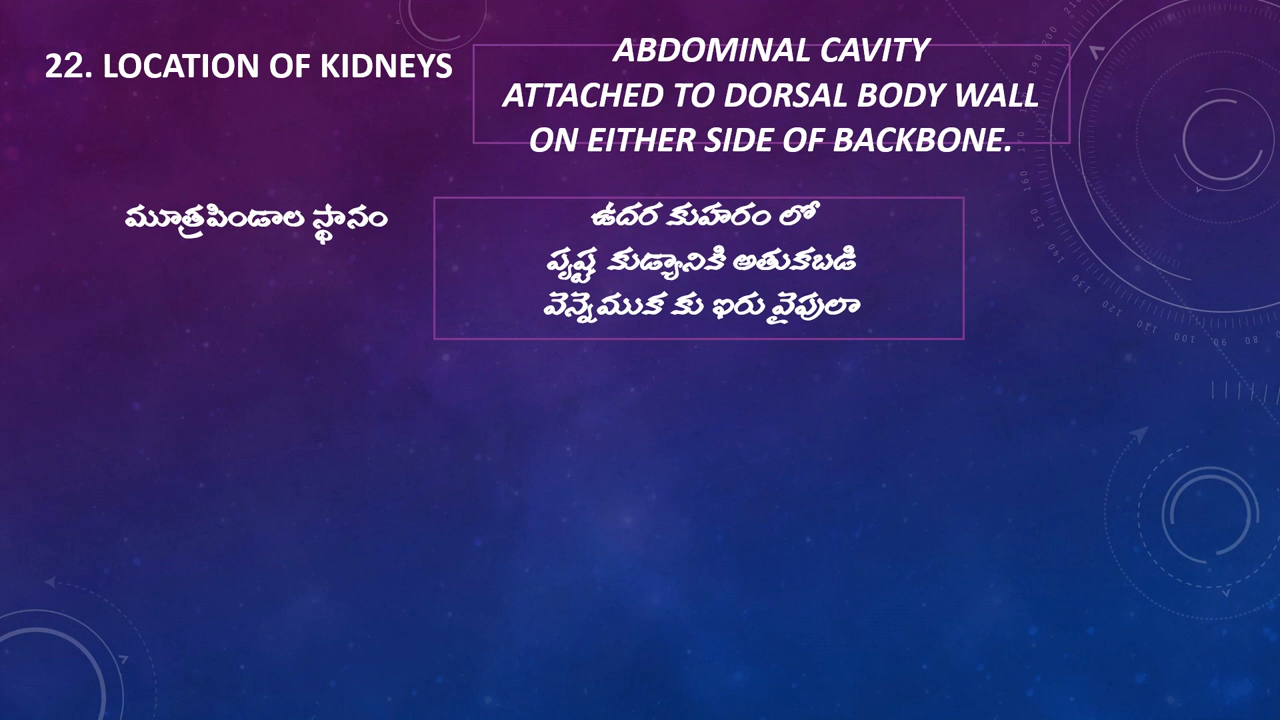 22. LOCATION OF KIDNEYS
ABDOMINAL CAVITY
ATTACHED TO DORSAL BODY WALL
ON EITHER SIDE OF BACKBONE.
మూత్రపిండాల స్థానం
ఉదర కుహరం లో
పృష్ట కుడ్యానికి అతుకబడి
వెన్నెముక కు ఇరు వైపులా